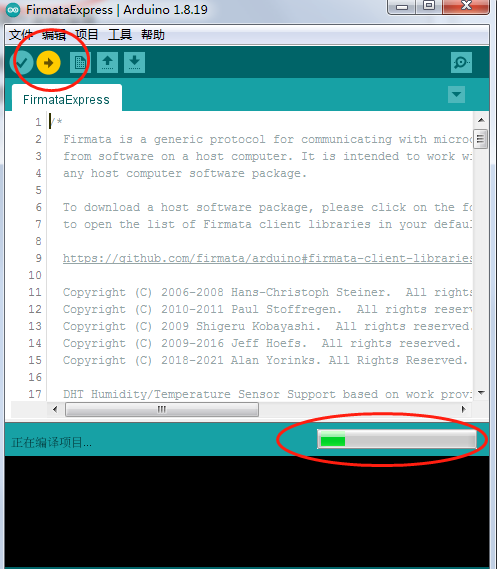 FirmataExpress | Arduino 1.8.19
文件 编辑 项目 工具 帮助
FirmataExpress
1 /*
2 Firmata is a generic protocol for communicating with
3 from software on a host computer. It is intended to work
4 any host computer software package.
5
6 To download a host software package, please click on the
7 to open the list of Firmata client libraries in your
8
9 https://github.com/firmata/arduino#firmata-client-libraries
10
11 Copyright (C) 2006-2008 Hans-Christoph Steiner. All rights
12 Copyright (C) 2010-2011 Paul Stoffregen. All rights
13 Copyright (C) 2009 Shigeru Kobayashi. All rights reserved.
14 Copyright (C) 2009-2016 Jeff Hoefs. All rights reserved.
15 Copyright (C) 2018-2021 Alan Yorinks. All Rights Reserved.
16
17 DHT Humidity/Temperature Sensor Support based on work
正在编译项目...